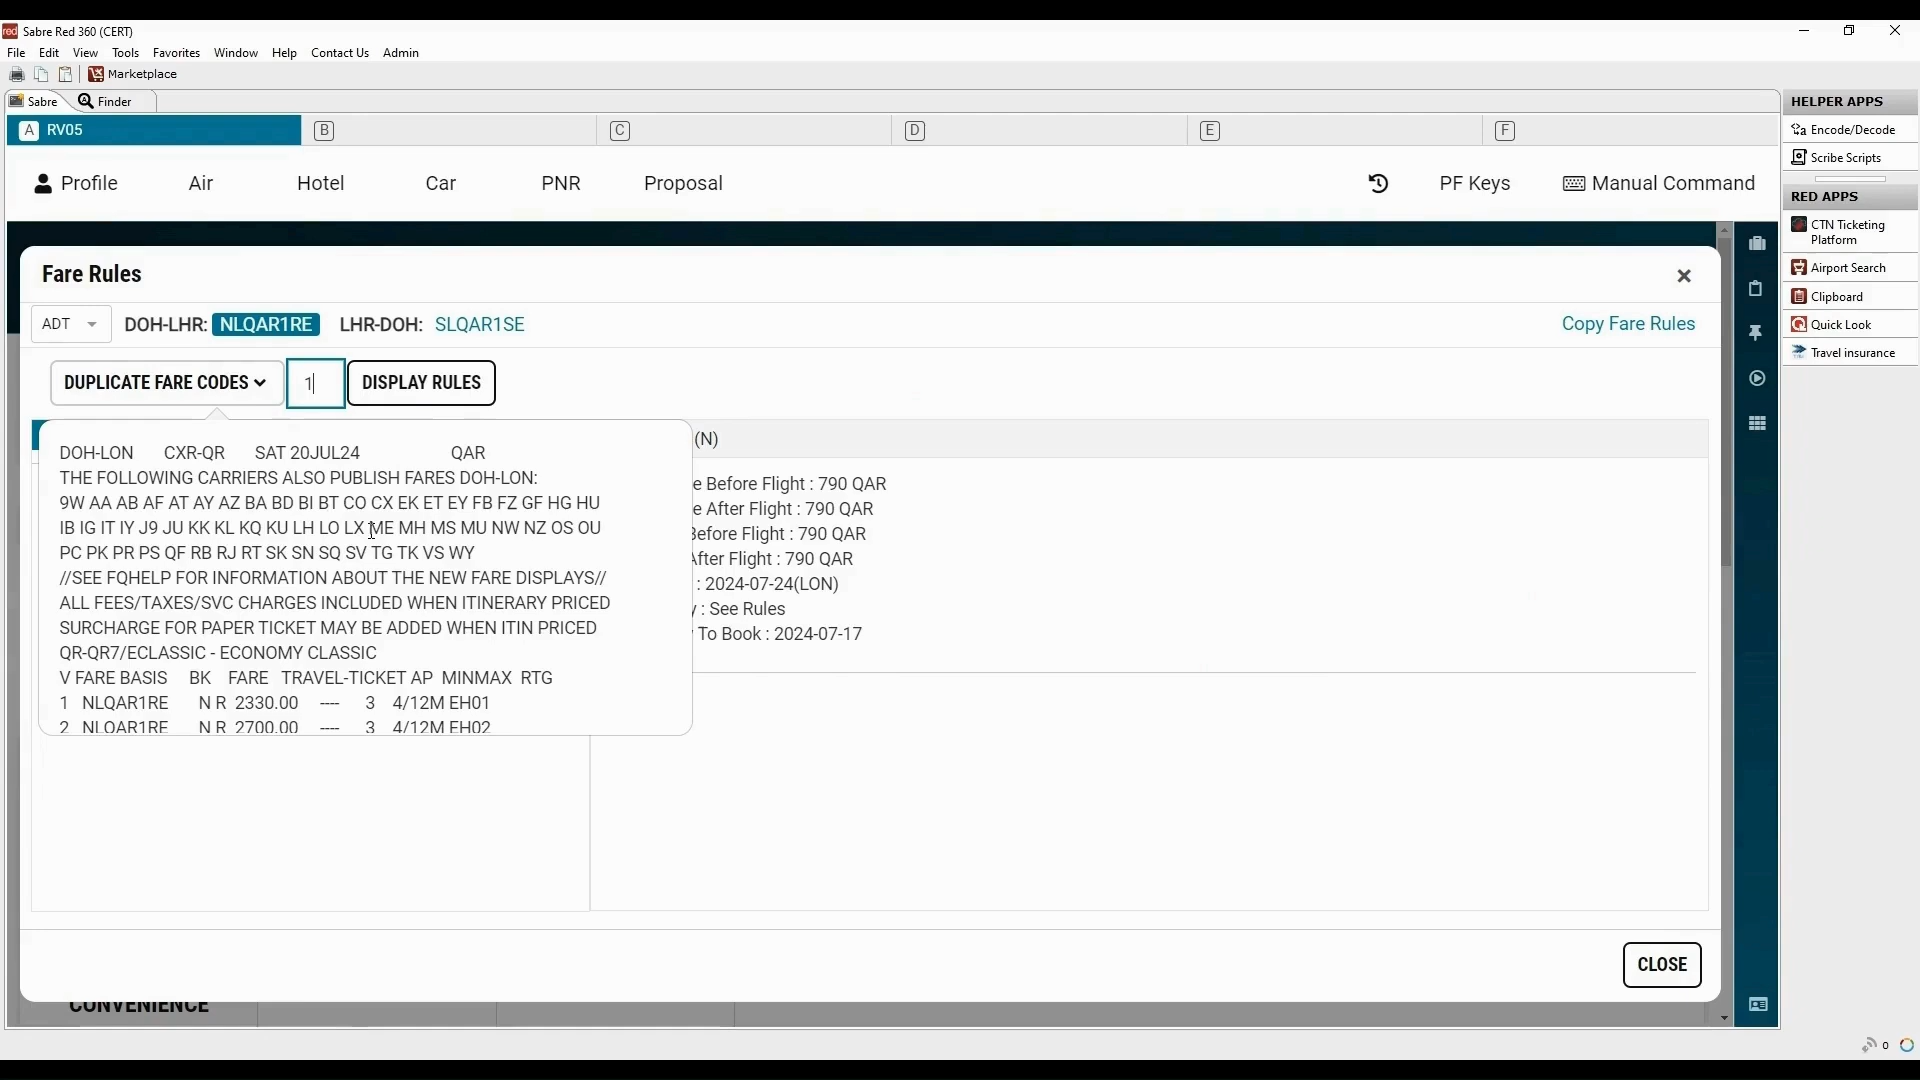 Sabre Red 360 (CERT)
File Edit View Tools Favorites Window Help Contact Us Admin
Marketplace
Sabre Finder
A RV05 B C D E F
Profile Air Hotel Car PNR Proposal PF Keys Manual Command
HELPER APPS
Encode/Decode
Scribe Scripts
RED APPS
CTN Ticketing
Platform
Airport Search
Clipboard
Quick Look
Travel insurance
Fare Rules
ADT DOH-LHR: NLQAR1RE LHR-DOH: SLQAR1SE Copy Fare Rules
DUPLICATE FARE CODES 1 DISPLAY RULES
(N)
DOH-LON CXR-QR SAT 20JUL24 QAR
THE FOLLOWING CARRIERS ALSO PUBLISH FARES DOH-LON:
9W AA AB AF AT AY AZ BA BD BI BT CO CX EK ET EY FB FZ GF HG HU
IB IG IT IY J9 JU KK KL KQ KU LH LO LX ME MH MS MU NW NZ OS OU
PC PK PR PS QF RB RJ RT SK SN SQ SV TG TK VS WY
//SEE FQHELP FOR INFORMATION ABOUT THE NEW FARE DISPLAYS//
ALL FEES/TAXES/SVC CHARGES INCLUDED WHEN ITINERARY PRICED
SURCHARGE FOR PAPER TICKET MAY BE ADDED WHEN ITIN PRICED
QR-QR7/ECLASSIC - ECONOMY CLASSIC
V FARE BASIS BK FARE TRAVEL-TICKET AP MINMAX RTG
1 NLQAR1RE N R 2330.00 ---- 3 4/12M EH01
2 NLQAR1RE N R 2700.00 ---- 3 4/12M EH02
e Before Flight : 790 QAR
e After Flight : 790 QAR
Before Flight : 790 QAR
After Flight : 790 QAR
: 2024-07-24(LON)
y : See Rules
To Book : 2024-07-17
CLOSE
CONVENIENCE
0